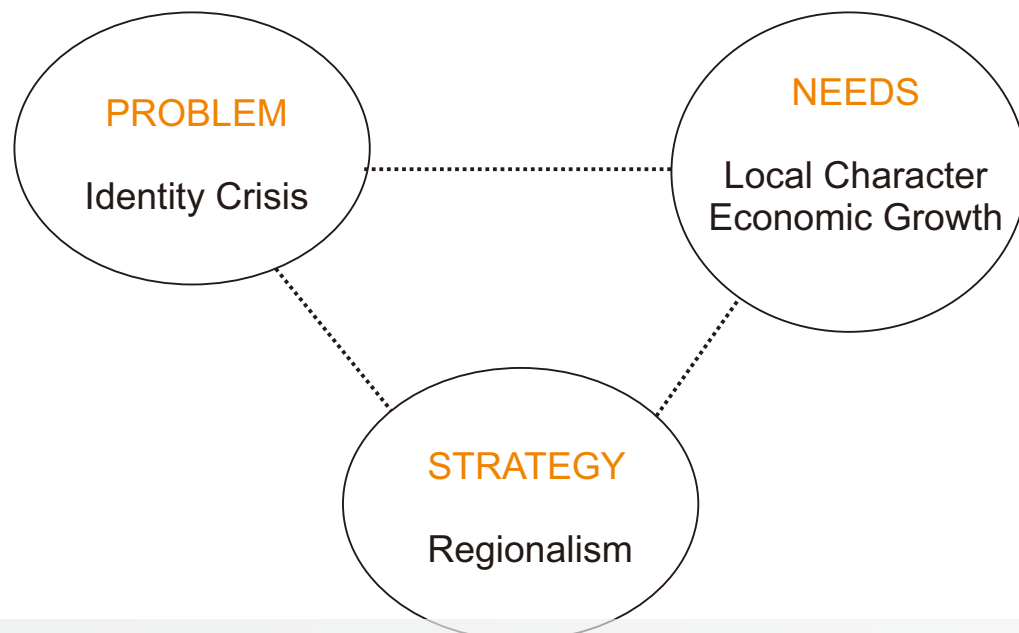 PROBLEM
Identity Crisis
NEEDS
Local Character
Economic Growth
STRATEGY
Regionalism